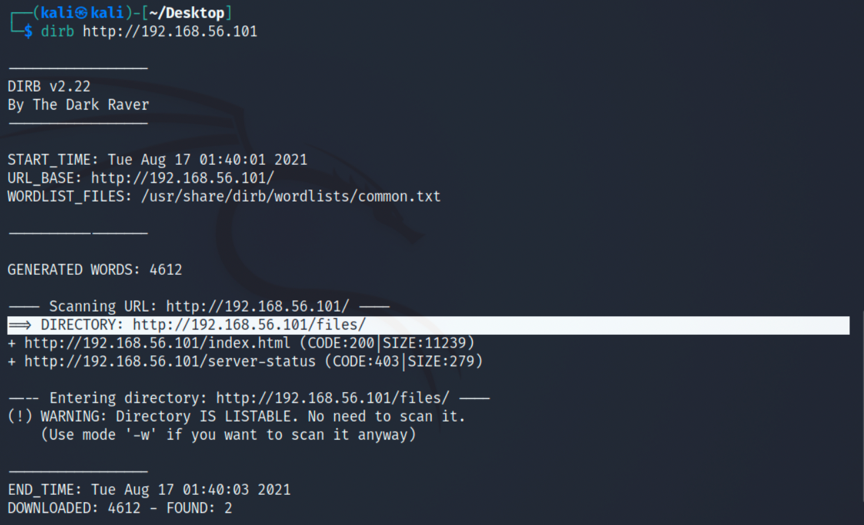 ┌──(kali㉿kali)-[~/Desktop]
└─$ dirb http://192.168.56.101
-----------------
DIRB v2.22
By The Dark Raver
-----------------
START_TIME: Tue Aug 17 01:40:01 2021
URL_BASE: http://192.168.56.101/
WORDLIST_FILES: /usr/share/dirb/wordlists/common.txt
-----------------
GENERATED WORDS: 4612
---- Scanning URL: http://192.168.56.101/ ----
==> DIRECTORY: http://192.168.56.101/files/
+ http://192.168.56.101/index.html (CODE:200|SIZE:11239)
+ http://192.168.56.101/server-status (CODE:403|SIZE:279)
---- Entering directory: http://192.168.56.101/files/ ----
(!) WARNING: Directory IS LISTABLE. No need to scan it.
(Use mode '-w' if you want to scan it anyway)
-----------------
END_TIME: Tue Aug 17 01:40:03 2021
DOWNLOADED: 4612 - FOUND: 2